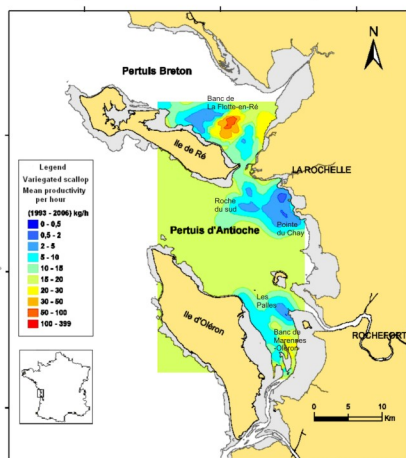 N
Pertuis Breton
Banc de
La Flotte-en-Ré
Ile de Ré
LA ROCHELLE
Legend
Variegated scallop
Mean productivity
per hour
(1993 - 2006) kg/h
0 - 0,5
0,5 - 2
2 - 5
5 - 10
10 - 15
15 - 20
20 - 30
30 - 50
50 - 100
100 - 399
Roche
du sud
Pointe
du Chay
Pertuis d'Antioche
Ile d'Oléron
Les
Palles
Banc de
Marennes
-Oléron
ROCHEFORT
0 5 10
Km